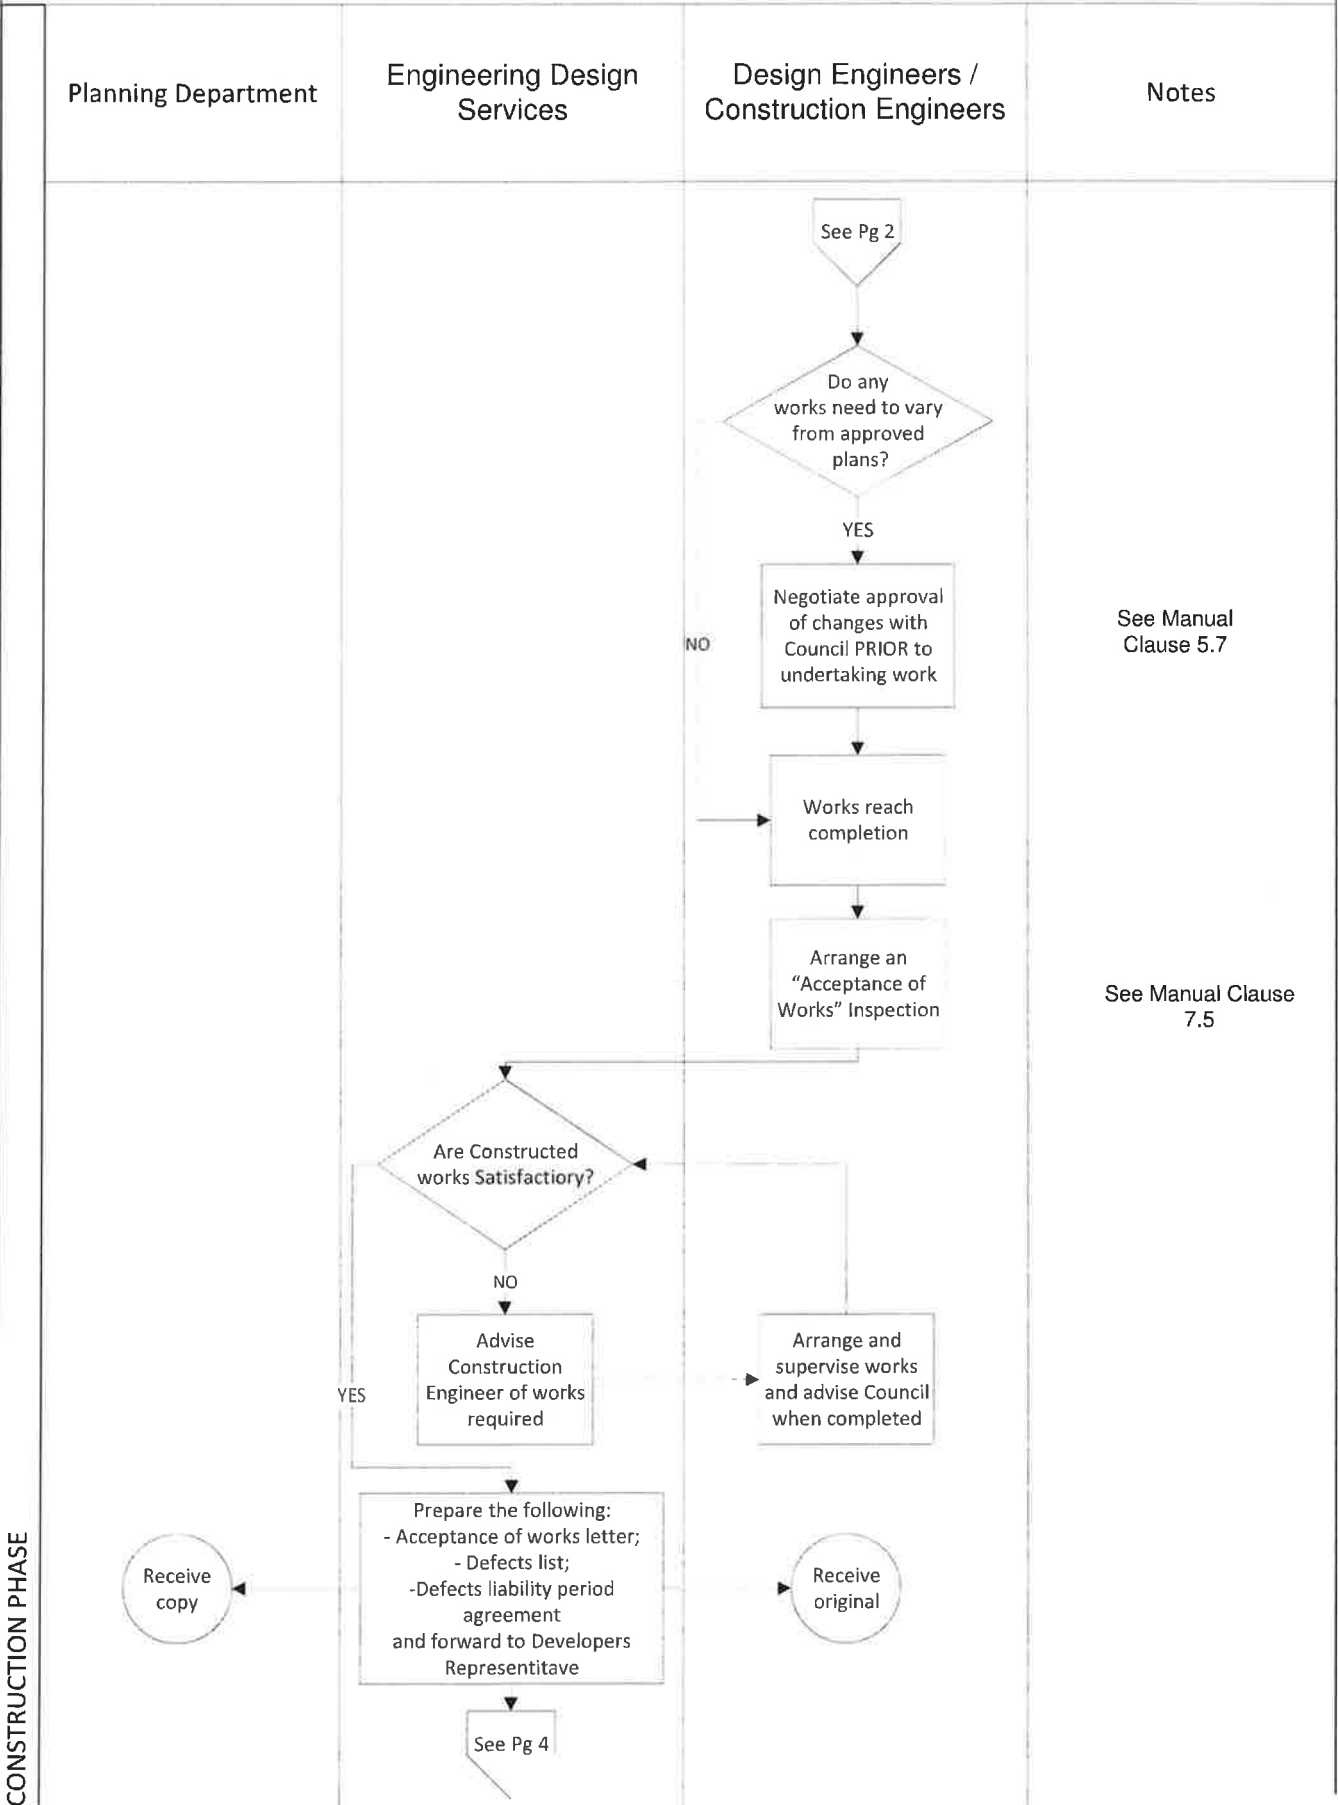 Planning Department
Engineering Design
Services
Design Engineers /
Construction Engineers
Notes
See Pg 2
Do any
works need to vary
from approved
plans?
YES
Negotiate approval
of changes with
Council PRIOR to
undertaking work
NO
See Manual
Clause 5.7
Works reach
completion
Arrange an
“Acceptance of
Works” Inspection
See Manual Clause
7.5
Are Constructed
works Satisfactiory?
NO
Advise
Construction
Engineer of works
required
Arrange and
supervise works
and advise Council
when completed
YES
Prepare the following:
- Acceptance of works letter;
- Defects list;
-Defects liability period
agreement
and forward to Developers
Representitave
Receive
copy
Receive
original
See Pg 4
CONSTRUCTION PHASE